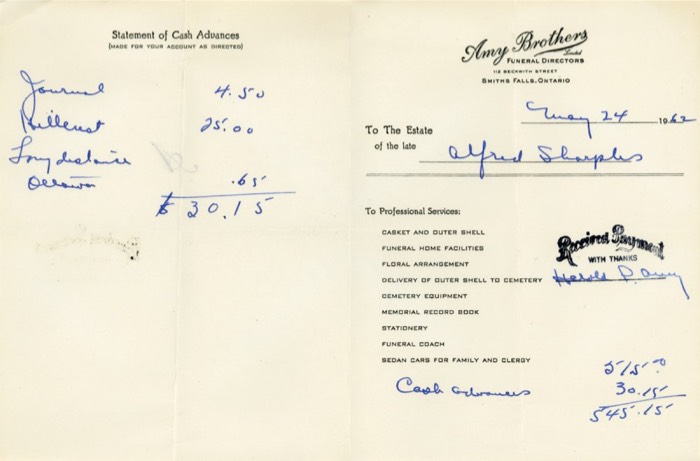 Statement of Cash Advances
(MADE FOR YOUR ACCOUNT AS DIRECTED)
Journal 4.50
25.00
Long distance
Ottawa .65
$ 30.15
Amy Brothers
Limited
FUNERAL DIRECTORS
112 BECKWITH STREET
SMITHS FALLS, ONTARIO
May 24 1962
To The Estate
of the late Alfred Sharples
To Professional Services:
CASKET AND OUTER SHELL
FUNERAL HOME FACILITIES
FLORAL ARRANGEMENT
DELIVERY OF OUTER SHELL TO CEMETERY
CEMETERY EQUIPMENT
MEMORIAL RECORD BOOK
STATIONERY
FUNERAL COACH
SEDAN CARS FOR FAMILY AND CLERGY
Received Payment
WITH THANKS
Harold P. Amy
515.00
Cash advances 30.15
545.15